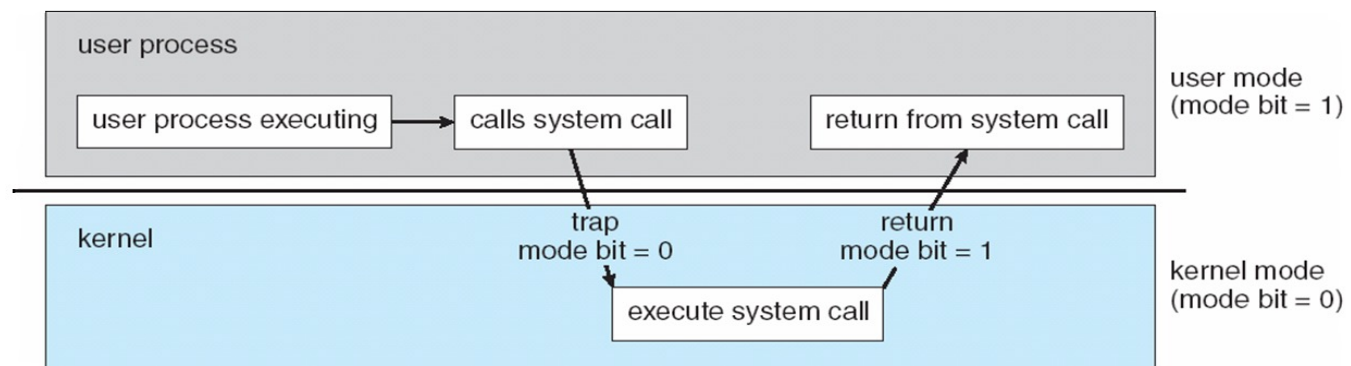 user process
user process executing
calls system call
return from system call
user mode
(mode bit = 1)
trap
mode bit = 0
return
mode bit = 1
kernel
execute system call
kernel mode
(mode bit = 0)